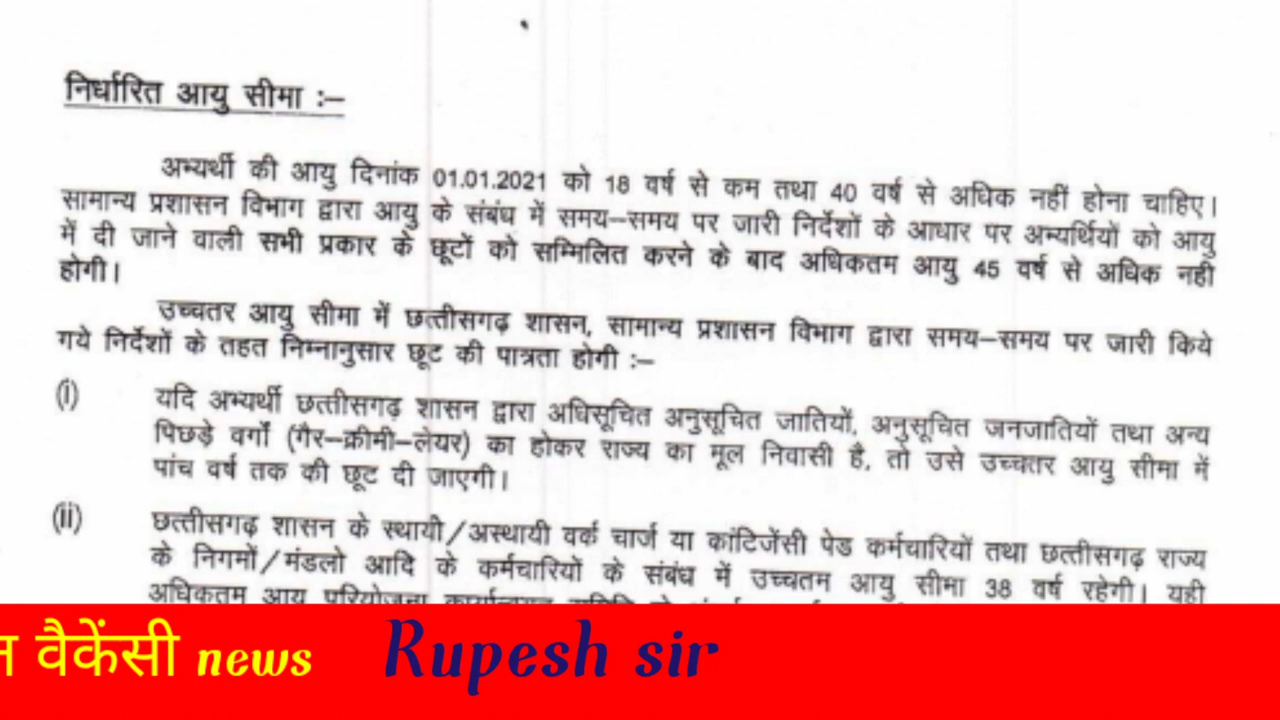 निर्धारित आयु सीमा :–
अभ्यर्थी की आयु दिनांक 01.01.2021 को 18 वर्ष से कम तथा 40 वर्ष से अधिक नहीं होना चाहिए।
सामान्य प्रशासन विभाग द्वारा आयु के संबंध में समय–समय पर जारी निर्देशों के आधार पर अभ्यर्थियों को आयु
में दी जाने वाली सभी प्रकार के छूटों को सम्मिलित करने के बाद अधिकतम आयु 45 वर्ष से अधिक नही
होगी।
उच्चतर आयु सीमा में छत्तीसगढ़ शासन, सामान्य प्रशासन विभाग द्वारा समय–समय पर जारी किये
गये निर्देशों के तहत निम्नानुसार छूट की पात्रता होगी :–
(i) यदि अभ्यर्थी छत्तीसगढ़ शासन द्वारा अधिसूचित अनुसूचित जातियों, अनुसूचित जनजातियों तथा अन्य
पिछड़े वर्गों (गैर–क्रीमी–लेयर) का होकर राज्य का मूल निवासी है, तो उसे उच्चतर आयु सीमा में
पांच वर्ष तक की छूट दी जाएगी।
(ii) छत्तीसगढ़ शासन के स्थायी/अस्थायी वर्क चार्ज या कांटिजेंसी पेड कर्मचारियों तथा छत्तीसगढ़ राज्य
के निगमों/मंडलो आदि के कर्मचारियों के संबंध में उच्चतम आयु सीमा 38 वर्ष रहेगी। यही
अधिकतम आयु परियोजना
वैकेंसी news Rupesh sir